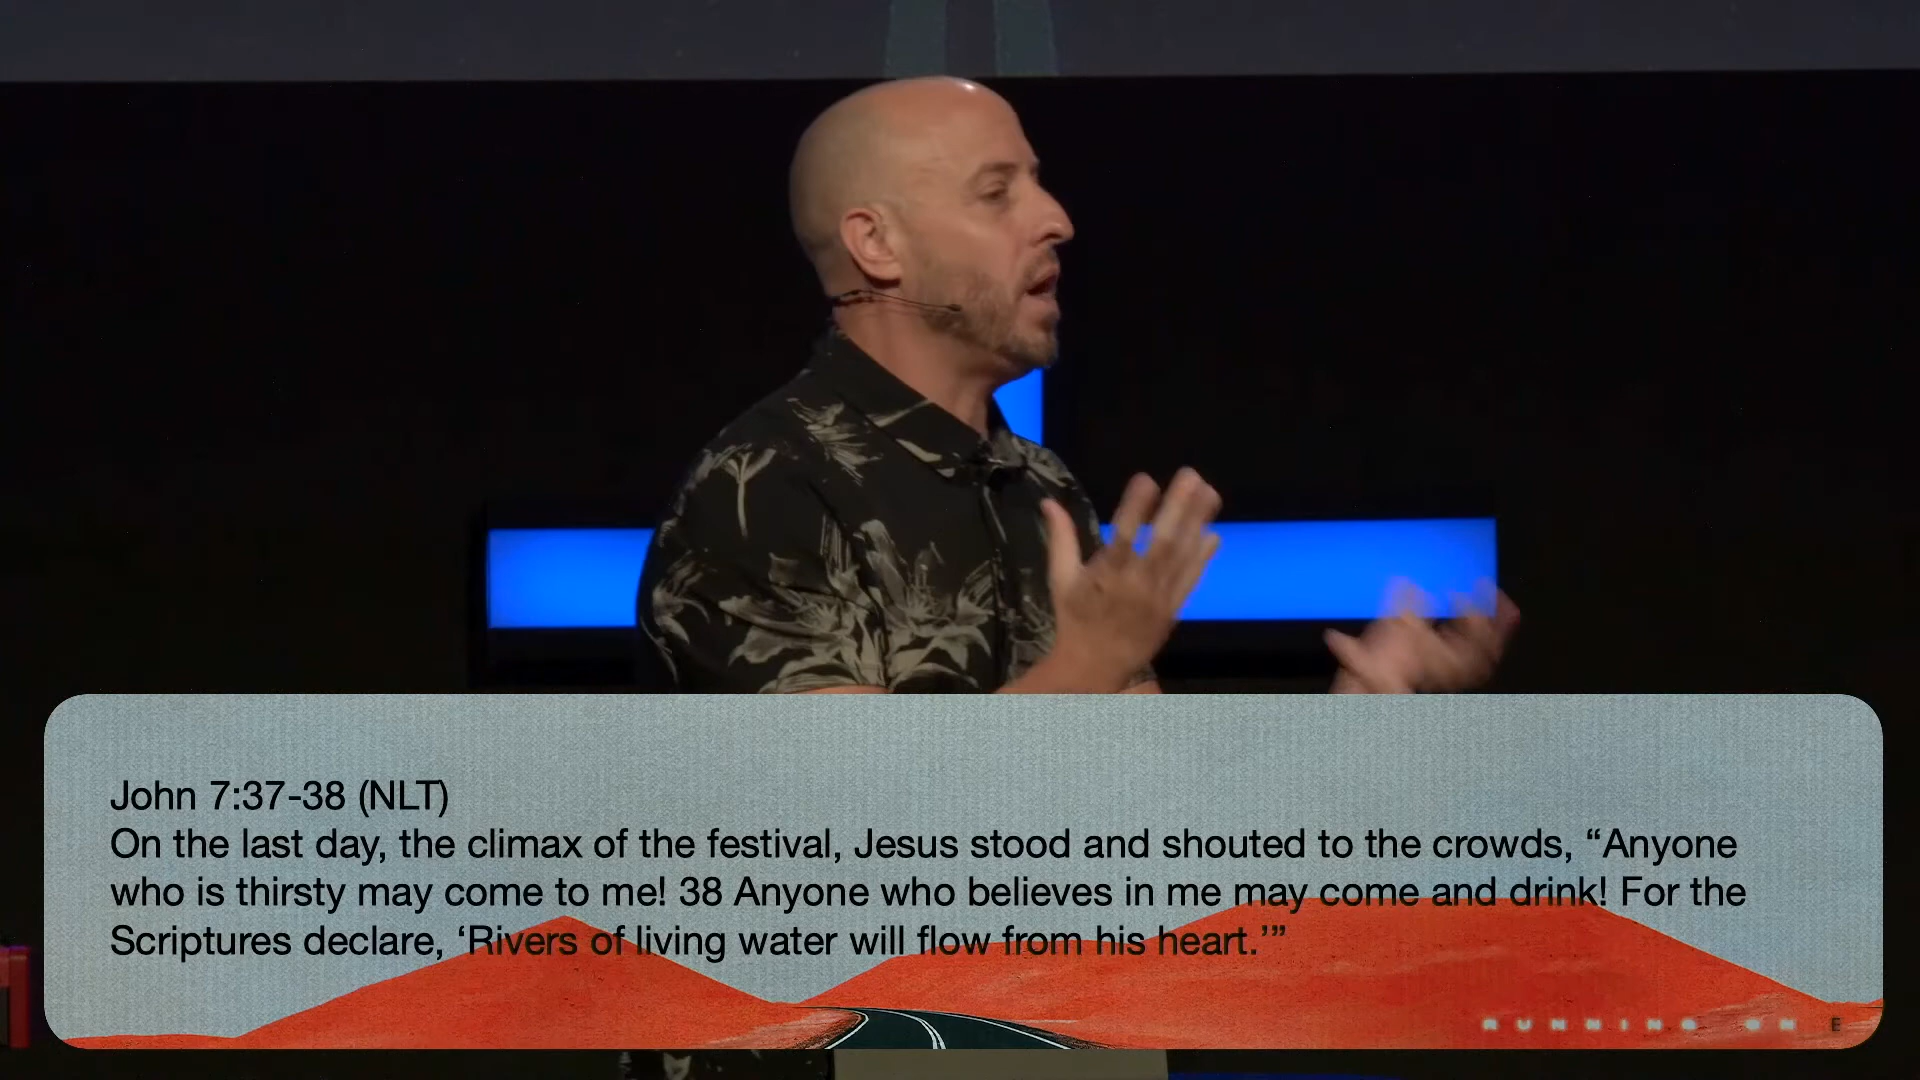 John 7:37-38 (NLT)
On the last day, the climax of the festival, Jesus stood and shouted to the crowds, “Anyone
who is thirsty may come to me! 38 Anyone who believes in me may come and drink! For the
Scriptures declare, ‘Rivers of living water will flow from his heart.’”
RUNNING ON E